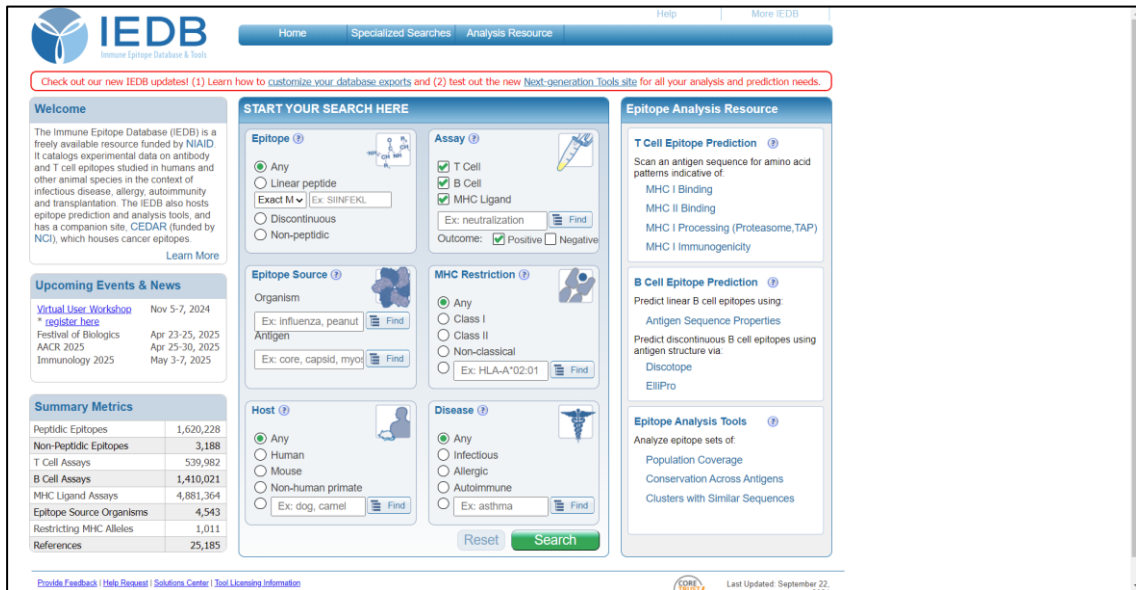 Help More IEDB
IEDB
Immune Epitope Database & Tools
Home Specialized Searches Analysis Resource
Check out our new IEDB updates! (1) Learn how to customize your database exports and (2) test out the new Next-generation Tools site for all your analysis and prediction needs.
Welcome
The Immune Epitope Database (IEDB) is a
freely available resource funded by NIAID.
It catalogs experimental data on antibody
and T cell epitopes studied in humans and
other animal species in the context of
infectious disease, allergy, autoimmunity
and transplantation. The IEDB also hosts
epitope prediction and analysis tools, and
has a companion site, CEDAR (funded by
NCI), which houses cancer epitopes.
Learn More
Upcoming Events & News
Virtual User Workshop Nov 5-7, 2024
* register here
Festival of Biologics Apr 23-25, 2025
AACR 2025 Apr 25-30, 2025
Immunology 2025 May 3-7, 2025
Summary Metrics
Peptidic Epitopes 1,620,228
Non-Peptidic Epitopes 3,188
T Cell Assays 539,982
B Cell Assays 1,410,021
MHC Ligand Assays 4,881,364
Epitope Source Organisms 4,543
Restricting MHC Alleles 1,011
References 25,185
START YOUR SEARCH HERE
Epitope ?
Any
Linear peptide
Exact M Ex: SIINFEKL
Discontinuous
Non-peptidic
Assay ?
T Cell
B Cell
MHC Ligand
Ex: neutralization Find
Outcome: Positive Negative
Epitope Source ?
Organism
Ex: influenza, peanut Find
Antigen
Ex: core, capsid, myos Find
MHC Restriction ?
Any
Class I
Class II
Non-classical
Ex: HLA-A*02:01 Find
Host ?
Any
Human
Mouse
Non-human primate
Ex: dog, camel Find
Disease ?
Any
Infectious
Allergic
Autoimmune
Ex: asthma Find
Reset Search
Epitope Analysis Resource
T Cell Epitope Prediction ?
Scan an antigen sequence for amino acid
patterns indicative of:
MHC I Binding
MHC II Binding
MHC I Processing (Proteasome,TAP)
MHC I Immunogenicity
B Cell Epitope Prediction ?
Predict linear B cell epitopes using:
Antigen Sequence Properties
Predict discontinuous B cell epitopes using
antigen structure via:
Discotope
ElliPro
Epitope Analysis Tools ?
Analyze epitope sets of:
Population Coverage
Conservation Across Antigens
Clusters with Similar Sequences
Provide Feedback | Help Request | Solutions Center | Tool Licensing Information
CORE
Last Updated: September 22,